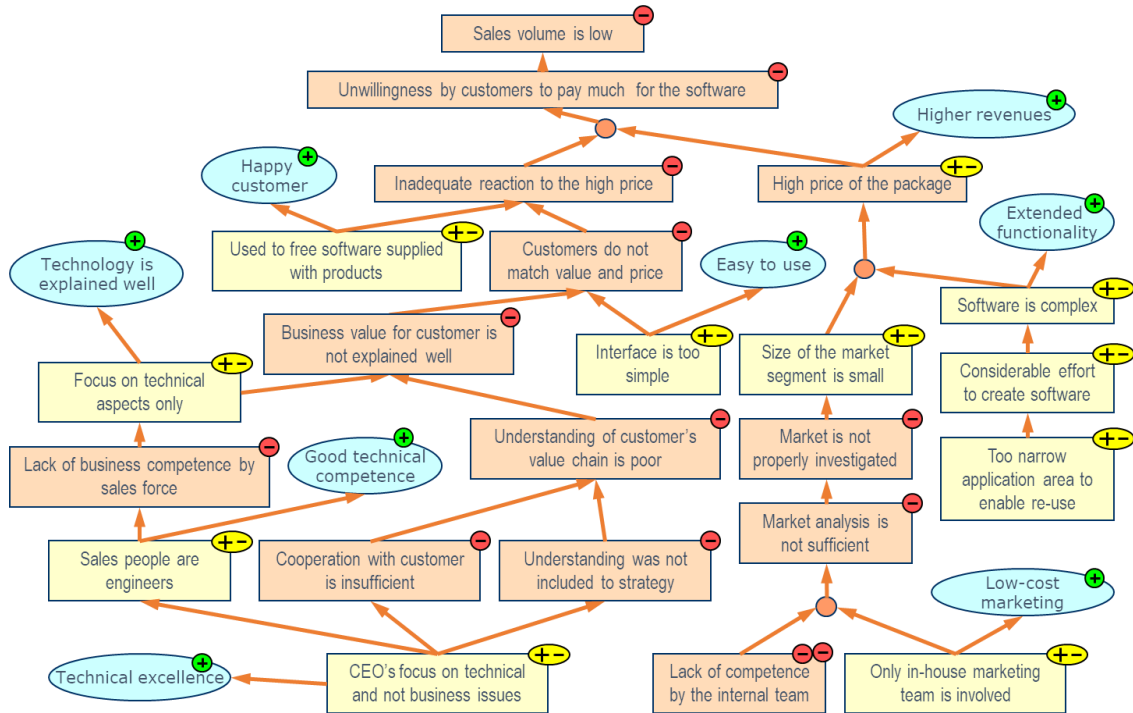 Sales volume is low
Unwillingness by customers to pay much for the software
Higher revenues
Happy
customer
Inadequate reaction to the high price
High price of the package
Extended
functionality
Used to free software supplied
with products
Customers do not
match value and price
Easy to use
Technology is
explained well
Software is complex
Business value for customer is
not explained well
Interface is too
simple
Size of the market
segment is small
Focus on technical
aspects only
Considerable effort
to create software
Understanding of customer’s
value chain is poor
Market is not
properly investigated
Good technical
competence
Lack of business competence by
sales force
Too narrow
application area to
enable re-use
Market analysis is
not sufficient
Sales people are
engineers
Cooperation with customer
is insufficient
Understanding was not
included to strategy
Low-cost
marketing
Technical excellence
CEO’s focus on technical
and not business issues
Lack of competence
by the internal team
Only in-house marketing
team is involved